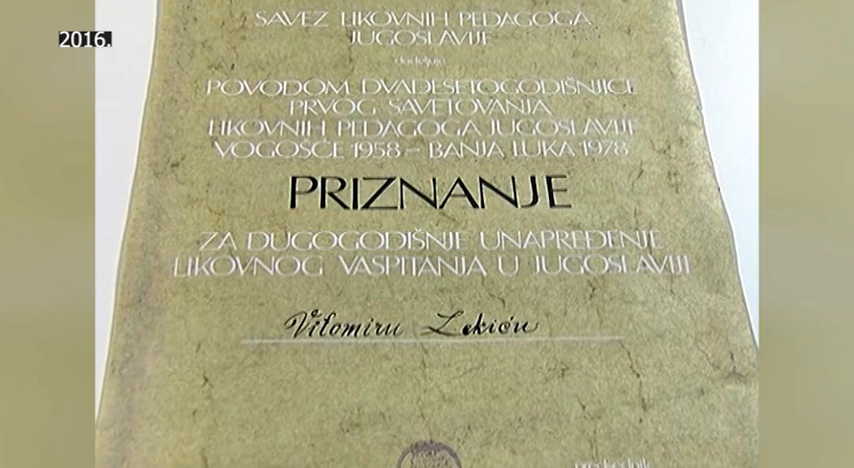 2016.
SAVEZ LIKOVNIH PEDAGOGA
JUGOSLAVIJE
dodeljuje
POVODOM DVADESETOGODIŠNJICE
PRVOG SAVETOVANJA
LIKOVNIH PEDAGOGA JUGOSLAVIJE
VOGOŠĆE 1958 – BANJA LUKA 1978
PRIZNANJE
ZA DUGOGODIŠNJE UNAPREĐENJE
LIKOVNOG VASPITANJA U JUGOSLAVIJI
Vitomiru Lekiću
predsednik